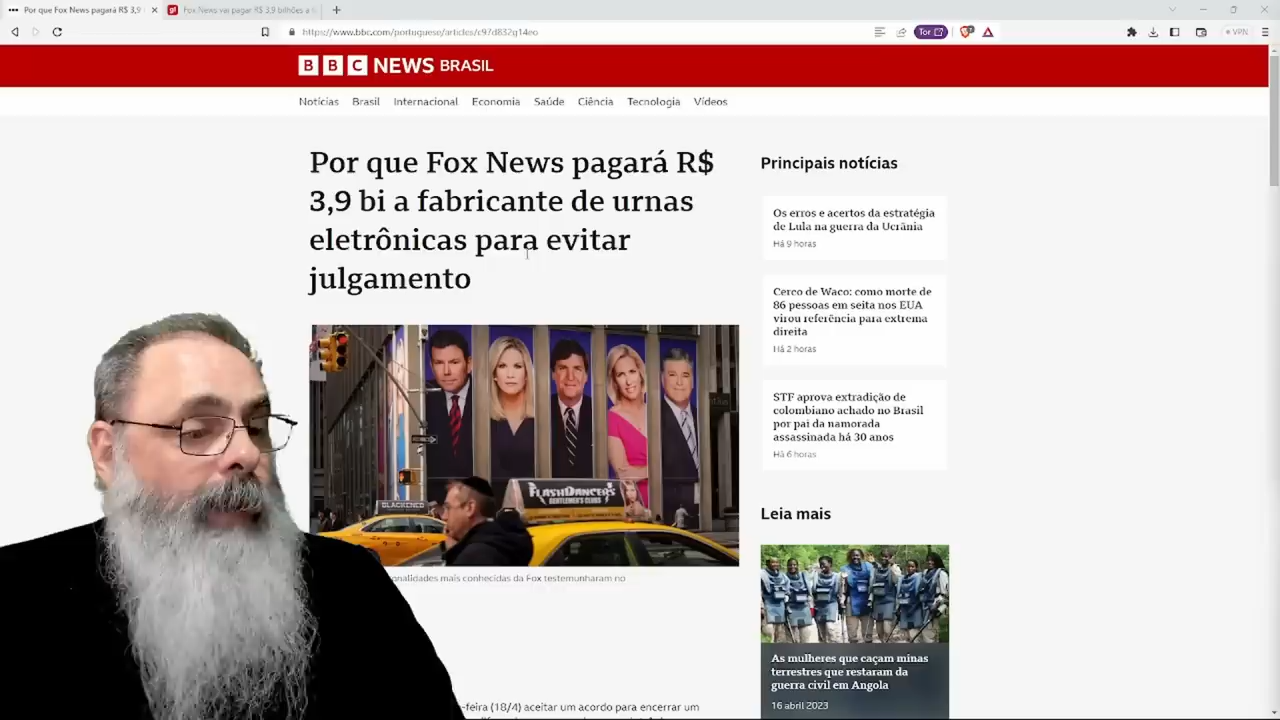 Por que Fox News pagará R$ 3,9
Fox News vai pagar R$ 3,9 bilhões a
https://www.bbc.com/portuguese/articles/c97d832g14eo
Tor
VPN
BBC NEWS BRASIL
Notícias
Brasil
Internacional
Economia
Saúde
Ciência
Tecnologia
Vídeos
Por que Fox News pagará R$
3,9 bi a fabricante de urnas
eletrônicas para evitar
julgamento
BLACKENED
FLASHDANCERS
GENTLEMEN'S CLUBS
onalidades mais conhecidas da Fox testemunharam no
-feira (18/4) aceitar um acordo para encerrar um
Principais notícias
Os erros e acertos da estratégia
de Lula na guerra da Ucrânia
Há 9 horas
Cerco de Waco: como morte de
86 pessoas em seita nos EUA
virou referência para extrema
direita
Há 2 horas
STF aprova extradição de
colombiano achado no Brasil
por pai da namorada
assassinada há 30 anos
Há 6 horas
Leia mais
As mulheres que caçam minas
terrestres que restaram da
guerra civil em Angola
16 abril 2023